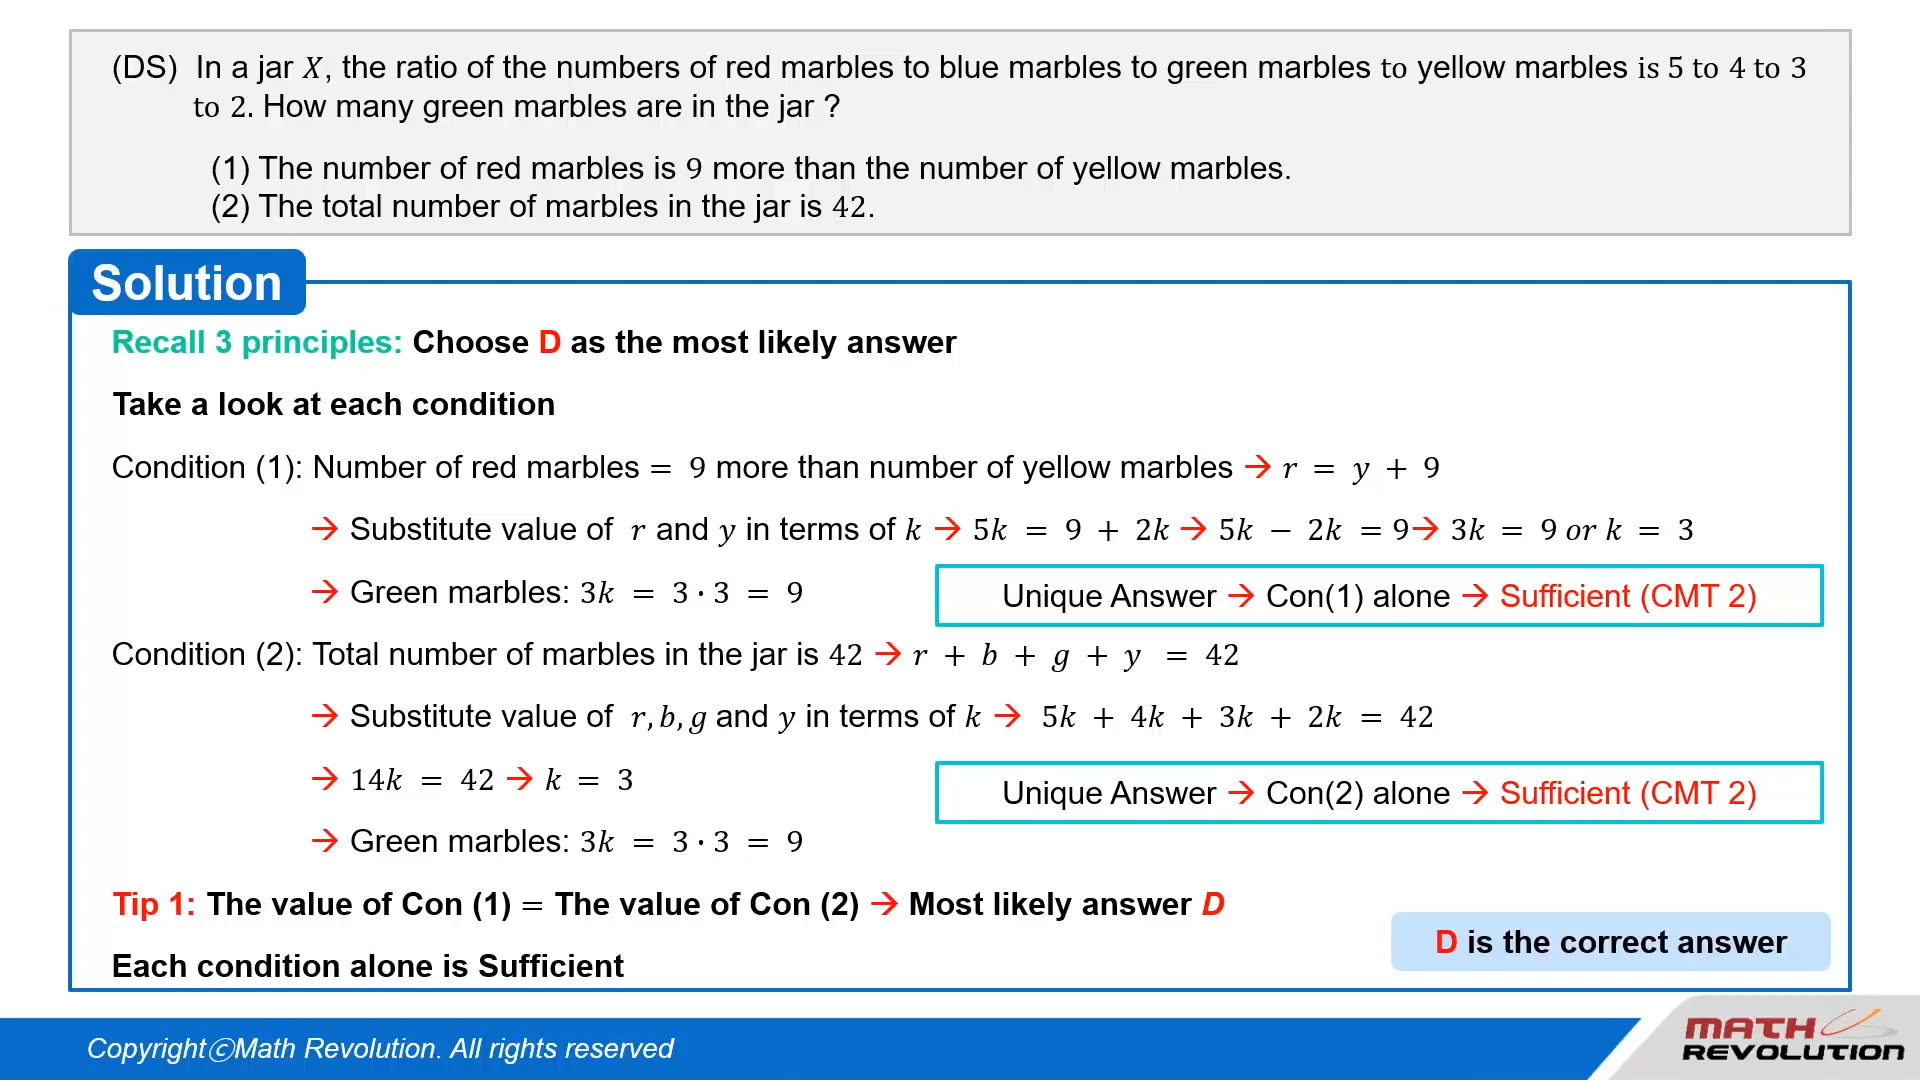 (DS) In a jar X, the ratio of the numbers of red marbles to blue marbles to green marbles to yellow marbles is 5 to 4 to 3
to 2. How many green marbles are in the jar ?
(1) The number of red marbles is 9 more than the number of yellow marbles.
(2) The total number of marbles in the jar is 42.
Solution
Recall 3 principles: Choose D as the most likely answer
Take a look at each condition
Condition (1): Number of red marbles = 9 more than number of yellow marbles → r = y + 9
→ Substitute value of r and y in terms of k → 5k = 9 + 2k → 5k − 2k = 9→ 3k = 9 or k = 3
→ Green marbles: 3k = 3 · 3 = 9
Unique Answer → Con(1) alone → Sufficient (CMT 2)
Condition (2): Total number of marbles in the jar is 42 → r + b + g + y = 42
→ Substitute value of r, b, g and y in terms of k → 5k + 4k + 3k + 2k = 42
→ 14k = 42 → k = 3
Unique Answer → Con(2) alone → Sufficient (CMT 2)
→ Green marbles: 3k = 3 · 3 = 9
Tip 1: The value of Con (1) = The value of Con (2) → Most likely answer D
D is the correct answer
Each condition alone is Sufficient
CopyrightⓒMath Revolution. All rights reserved
MATH
REVOLUTION